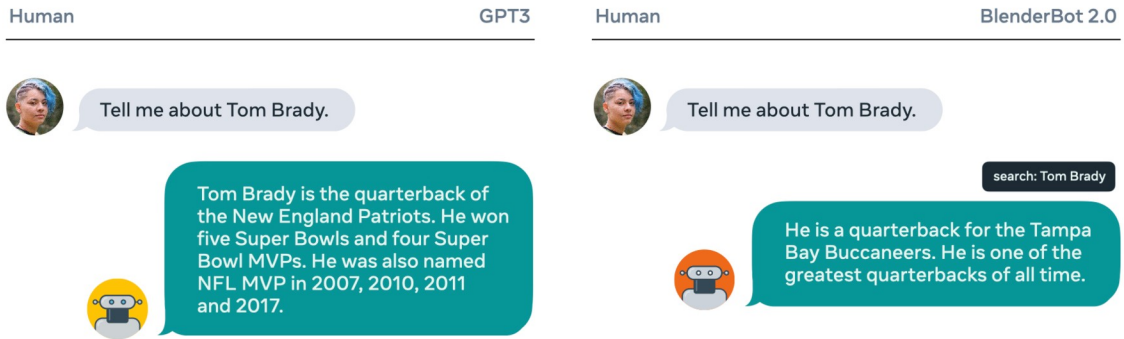 Human GPT3
Tell me about Tom Brady.
Tom Brady is the quarterback of
the New England Patriots. He won
five Super Bowls and four Super
Bowl MVPs. He was also named
NFL MVP in 2007, 2010, 2011
and 2017.
Human BlenderBot 2.0
Tell me about Tom Brady.
search: Tom Brady
He is a quarterback for the Tampa
Bay Buccaneers. He is one of the
greatest quarterbacks of all time.